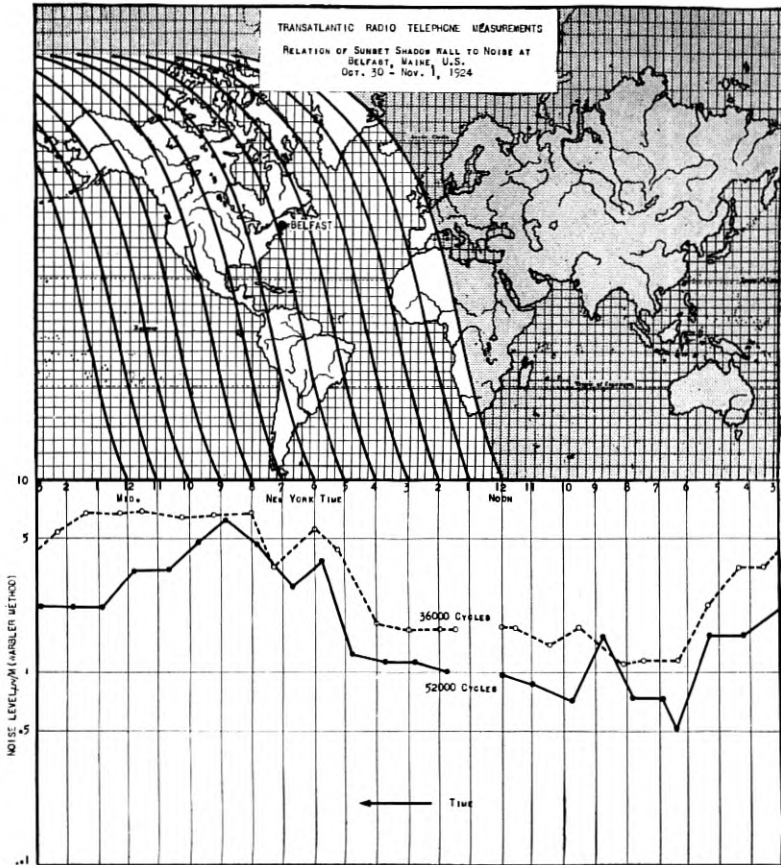 TRANSATLANTIC RADIO TELEPHONE MEASUREMENTS
RELATION OF SUNSET SHADOW WALL TO NOISE AT
BELFAST, MAINE, U.S.
OCT. 30 - NOV. 1, 1924
BELFAST
10
3 2 1 12 11 10 9 8 7 6 5 4 3 2 1 12 11 10 9 8 7 6 5 4 3
MID. NEW YORK TIME NOON
5
36000 CYCLES
1
52000 CYCLES
.5
NOISE LEVEL μV/M (WARBLER METHOD)
TIME
.1